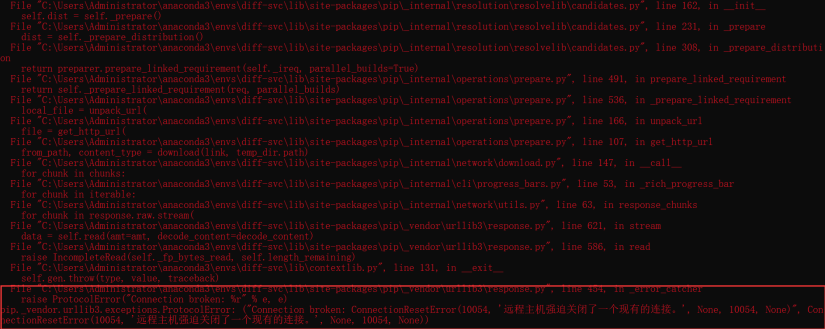 File "C:\Users\Administrator\anaconda3\envs\diff-svc\lib\site-packages\pip\_internal\resolution\resolvelib\candidates.py", line 162, in __init__
self.dist = self._prepare()
File "C:\Users\Administrator\anaconda3\envs\diff-svc\lib\site-packages\pip\_internal\resolution\resolvelib\candidates.py", line 231, in _prepare
dist = self._prepare_distribution()
File "C:\Users\Administrator\anaconda3\envs\diff-svc\lib\site-packages\pip\_internal\resolution\resolvelib\candidates.py", line 308, in _prepare_distributi
on
return preparer.prepare_linked_requirement(self._ireq, parallel_builds=True)
File "C:\Users\Administrator\anaconda3\envs\diff-svc\lib\site-packages\pip\_internal\operations\prepare.py", line 491, in prepare_linked_requirement
return self._prepare_linked_requirement(req, parallel_builds)
File "C:\Users\Administrator\anaconda3\envs\diff-svc\lib\site-packages\pip\_internal\operations\prepare.py", line 536, in _prepare_linked_requirement
local_file = unpack_url(
File "C:\Users\Administrator\anaconda3\envs\diff-svc\lib\site-packages\pip\_internal\operations\prepare.py", line 166, in unpack_url
file = get_http_url(
File "C:\Users\Administrator\anaconda3\envs\diff-svc\lib\site-packages\pip\_internal\operations\prepare.py", line 107, in get_http_url
from_path, content_type = download(link, temp_dir.path)
File "C:\Users\Administrator\anaconda3\envs\diff-svc\lib\site-packages\pip\_internal\network\download.py", line 147, in __call__
for chunk in chunks:
File "C:\Users\Administrator\anaconda3\envs\diff-svc\lib\site-packages\pip\_internal\cli\progress_bars.py", line 53, in _rich_progress_bar
for chunk in iterable:
File "C:\Users\Administrator\anaconda3\envs\diff-svc\lib\site-packages\pip\_internal\network\utils.py", line 63, in response_chunks
for chunk in response.raw.stream(
File "C:\Users\Administrator\anaconda3\envs\diff-svc\lib\site-packages\pip\_vendor\urllib3\response.py", line 621, in stream
data = self.read(amt=amt, decode_content=decode_content)
File "C:\Users\Administrator\anaconda3\envs\diff-svc\lib\site-packages\pip\_vendor\urllib3\response.py", line 586, in read
raise IncompleteRead(self._fp_bytes_read, self.length_remaining)
File "C:\Users\Administrator\anaconda3\envs\diff-svc\lib\contextlib.py", line 131, in __exit__
self.gen.throw(type, value, traceback)
File "C:\Users\Administrator\anaconda3\envs\diff-svc\lib\site-packages\pip\_vendor\urllib3\response.py", line 454, in _error_catcher
raise ProtocolError("Connection broken: %r" % e, e)
pip._vendor.urllib3.exceptions.ProtocolError: ("Connection broken: ConnectionResetError(10054, '远程主机强迫关闭了一个现有的连接。', None, 10054, None)", Con
nectionResetError(10054, '远程主机强迫关闭了一个现有的连接。', None, 10054, None))